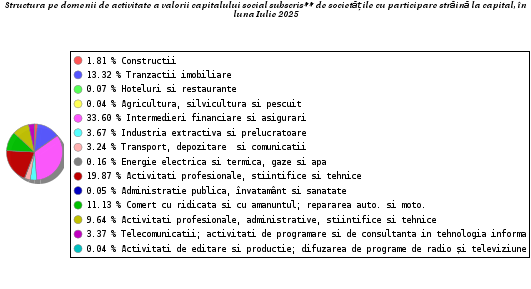 Structura pe domenii de activitate a valorii capitalului social subscris** de societăţile cu participare străină la capital, în
luna Iulie 2025
1.81 % Constructii
13.32 % Tranzactii imobiliare
0.07 % Hoteluri si restaurante
0.04 % Agricultura, silvicultura si pescuit
33.60 % Intermedieri financiare si asigurari
3.67 % Industria extractiva si prelucratoare
3.24 % Transport, depozitare si comunicatii
0.16 % Energie electrica si termica, gaze si apa
19.87 % Activitati profesionale, stiintifice si tehnice
0.05 % Administratie publica, învatamânt si sanatate
11.13 % Comert cu ridicata si cu amanuntul; repararea auto. si moto.
9.64 % Activitati profesionale, administrative, stiintifice si tehnice
3.37 % Telecomunicatii; activitati de programare si de consultanta in tehnologia informa
0.04 % Activitati de editare si productie; difuzarea de programe de radio și televiziune